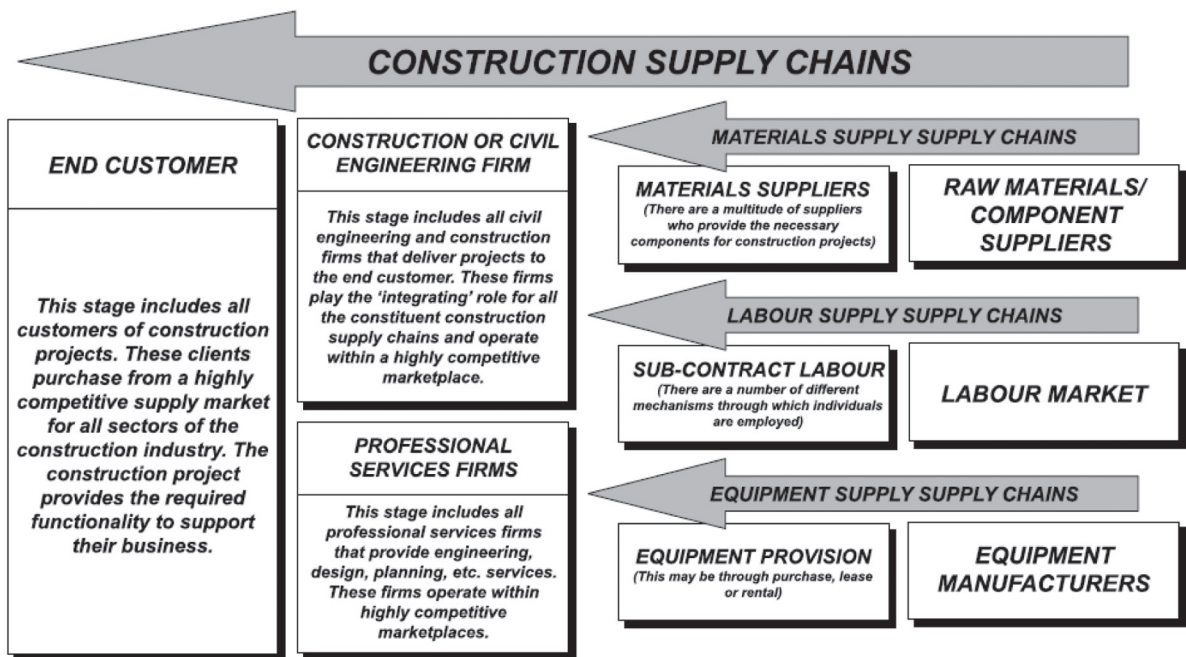 CONSTRUCTION SUPPLY CHAINS
END CUSTOMER
This stage includes all
customers of construction
projects. These clients
purchase from a highly
competitive supply market
for all sectors of the
construction industry. The
construction project
provides the required
functionality to support
their business.
CONSTRUCTION OR CIVIL
ENGINEERING FIRM
This stage includes all civil
engineering and construction
firms that deliver projects to
the end customer. These firms
play the ‘integrating’ role for all
the constituent construction
supply chains and operate
within a highly competitive
marketplace.
PROFESSIONAL
SERVICES FIRMS
This stage includes all
professional services firms
that provide engineering,
design, planning, etc. services.
These firms operate within
highly competitive
marketplaces.
MATERIALS SUPPLY SUPPLY CHAINS
MATERIALS SUPPLIERS
(There are a multitude of suppliers
who provide the necessary
components for construction projects)
RAW MATERIALS/
COMPONENT
SUPPLIERS
LABOUR SUPPLY SUPPLY CHAINS
SUB-CONTRACT LABOUR
(There are a number of different
mechanisms through which individuals
are employed)
LABOUR MARKET
EQUIPMENT SUPPLY SUPPLY CHAINS
EQUIPMENT PROVISION
(This may be through purchase, lease
or rental)
EQUIPMENT
MANUFACTURERS